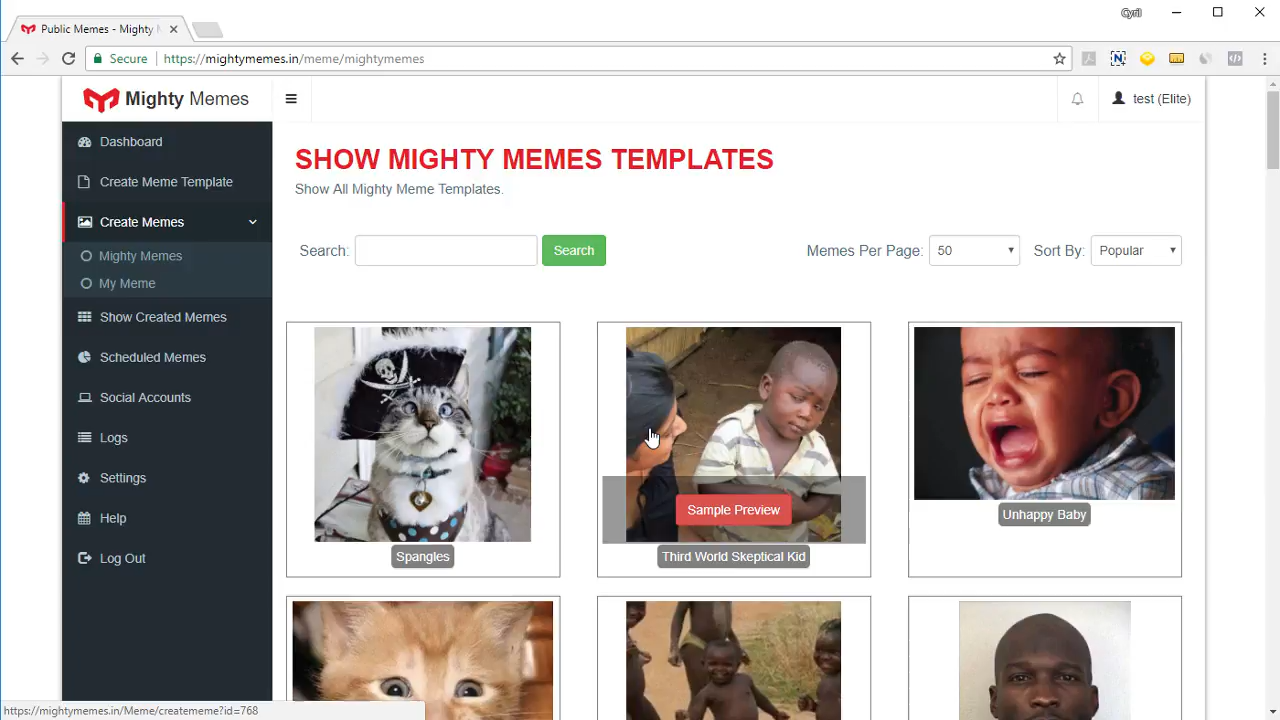 Cyril
Public Memes - Mighty
Secure https://mightymemes.in/meme/mightymemes
Mighty Memes
test (Elite)
Dashboard
Create Meme Template
Create Memes
Mighty Memes
My Meme
Show Created Memes
Scheduled Memes
Social Accounts
Logs
Settings
Help
Log Out
SHOW MIGHTY MEMES TEMPLATES
Show All Mighty Meme Templates.
Search: Search Memes Per Page: 50 Sort By: Popular
Sample Preview
Spangles
Third World Skeptical Kid
Unhappy Baby
https://mightymemes.in/Meme/creatememe?id=768